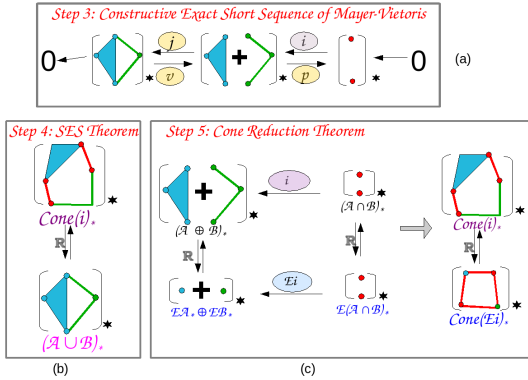 Step 3: Constructive Exact Short Sequence of Mayer-Vietoris
0 * j v + * i p * 0 (a)
Step 4: SES Theorem
*
Cone(i)*
R
*
(A ∪ B)*
(b)
Step 5: Cone Reduction Theorem
+ * i *
(A ⊕ B)* (A ∩ B)*
R R
+ * Ei *
EA* ⊕ EB* E(A ∩ B)*
*
Cone(i)*
R
*
Cone(Ei)*
(c)